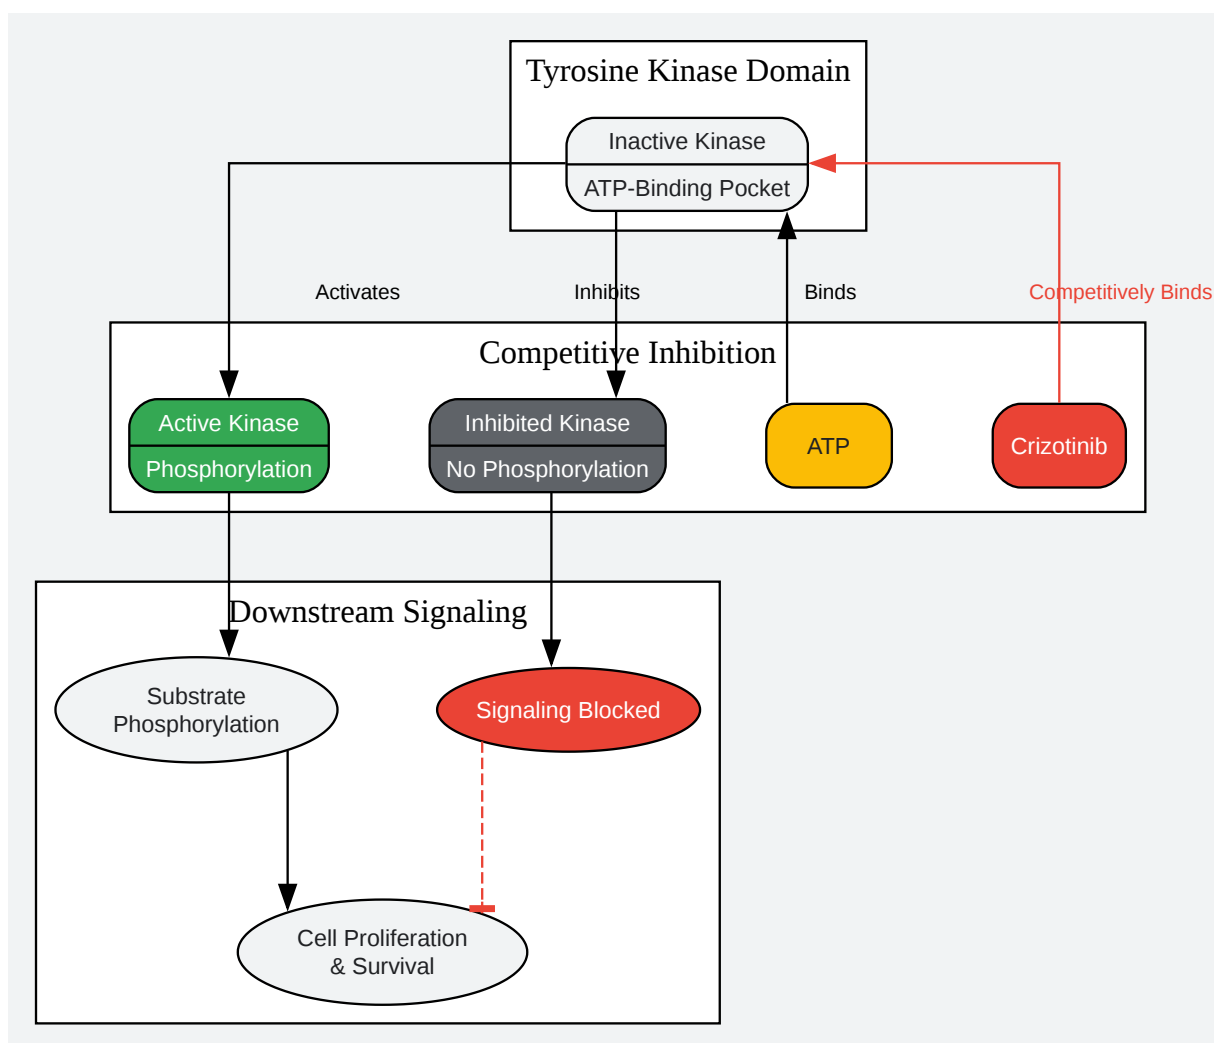 Tyrosine Kinase Domain
Inactive Kinase
ATP-Binding Pocket
Activates
Inhibits
Binds
Competitively Binds
Competitive Inhibition
Active Kinase
Phosphorylation
Inhibited Kinase
No Phosphorylation
ATP
Crizotinib
Downstream Signaling
Substrate
Phosphorylation
Signaling Blocked
Cell Proliferation
& Survival